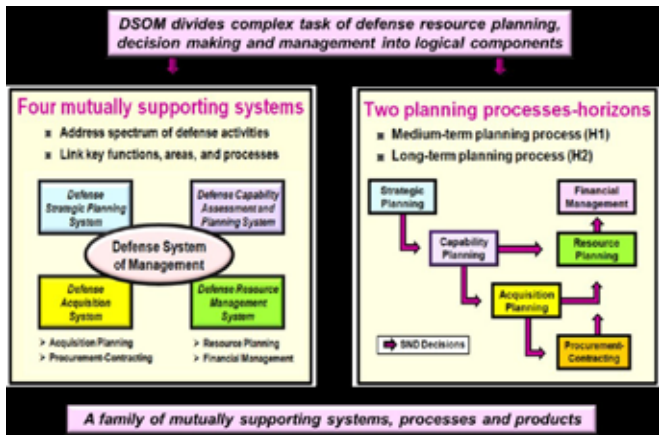 DSOM divides complex task of defense resource planning,
decision making and management into logical components
Four mutually supporting systems
Address spectrum of defense activities
Link key functions, areas, and processes
Defense
Strategic Planning
System
Defense Capability
Assessment and
Planning System
Defense System
of Management
Defense
Acquisition
System
Defense Resource
Management
System
Acquisition Planning
Procurement-Contracting
Resource Planning
Financial Management
Two planning processes-horizons
Medium-term planning process (H1)
Long-term planning process (H2)
Strategic
Planning
Financial
Management
Capability
Planning
Resource
Planning
Acquisition
Planning
SND Decisions
Procurement-
Contracting
A family of mutually supporting systems, processes and products